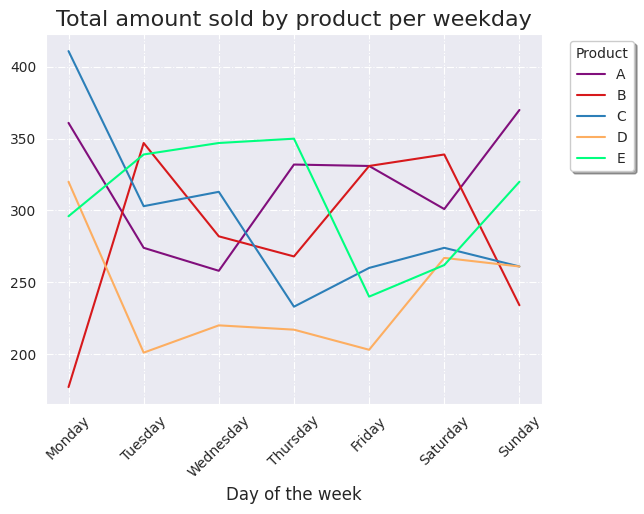 Total amount sold by product per weekday
Product
A
B
C
D
E
400
350
300
250
200
Monday
Tuesday
Wednesday
Thursday
Friday
Saturday
Sunday
Day of the week